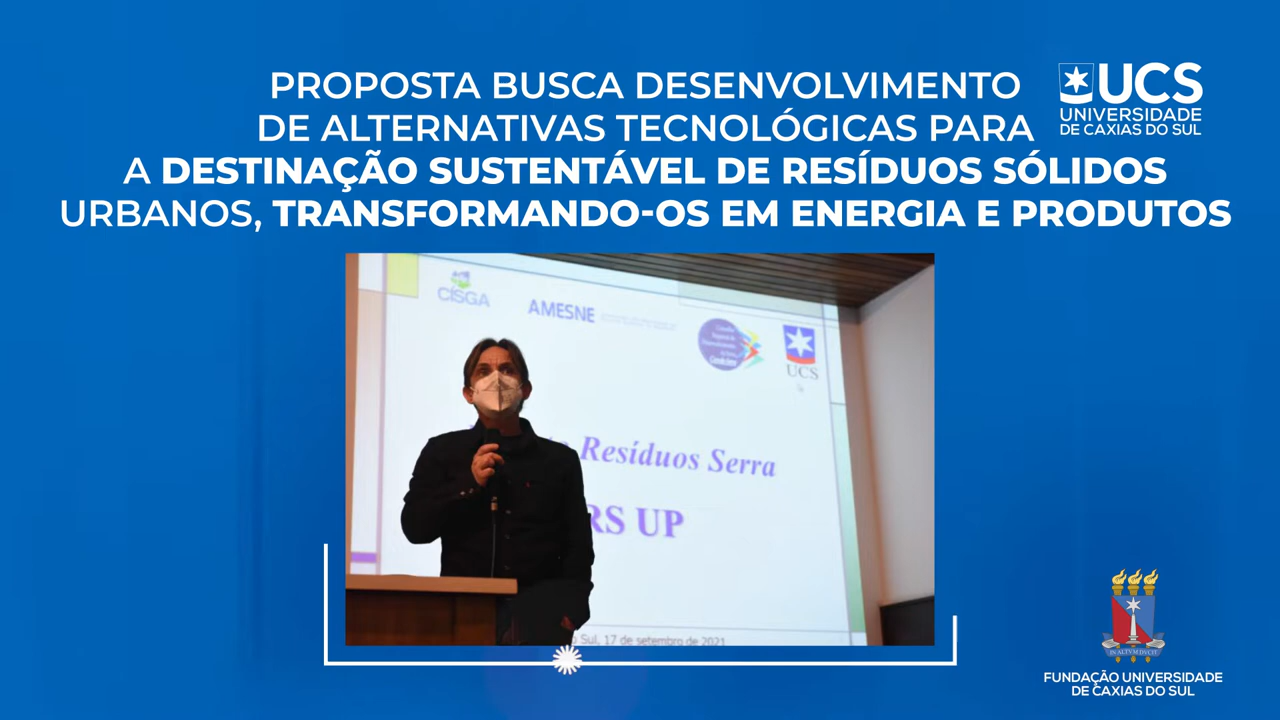 PROPOSTA BUSCA DESENVOLVIMENTO
DE ALTERNATIVAS TECNOLÓGICAS PARA
A DESTINAÇÃO SUSTENTÁVEL DE RESÍDUOS SÓLIDOS
URBANOS, TRANSFORMANDO-OS EM ENERGIA E PRODUTOS
UCS
UNIVERSIDADE
DE CAXIAS DO SUL
CISGA
AMESNE
UCS
Resíduos Serra
RS UP
Sul, 17 de setembro de 2021
IN ALTVM DVCIT
FUNDAÇÃO UNIVERSIDADE
DE CAXIAS DO SUL